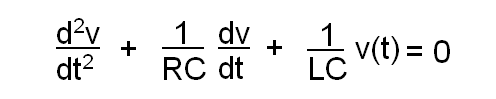 d²v/dt² + 1/RC dv/dt + 1/LC v(t) = 0